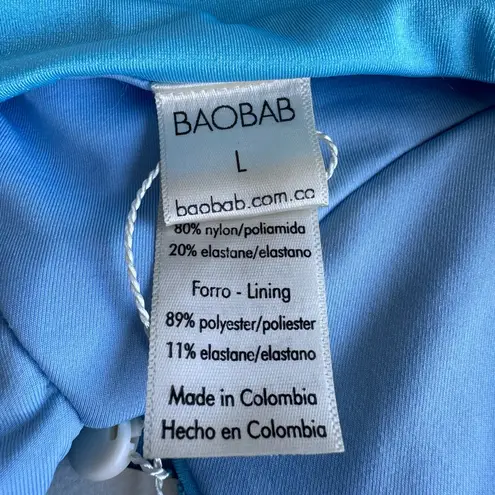 BAOBAB
L
baobab.com.co
80% nylon/poliamida
20% elastane/elastano
Forro - Lining
89% polyester/poliester
11% elastane/elastano
Made in Colombia
Hecho en Colombia